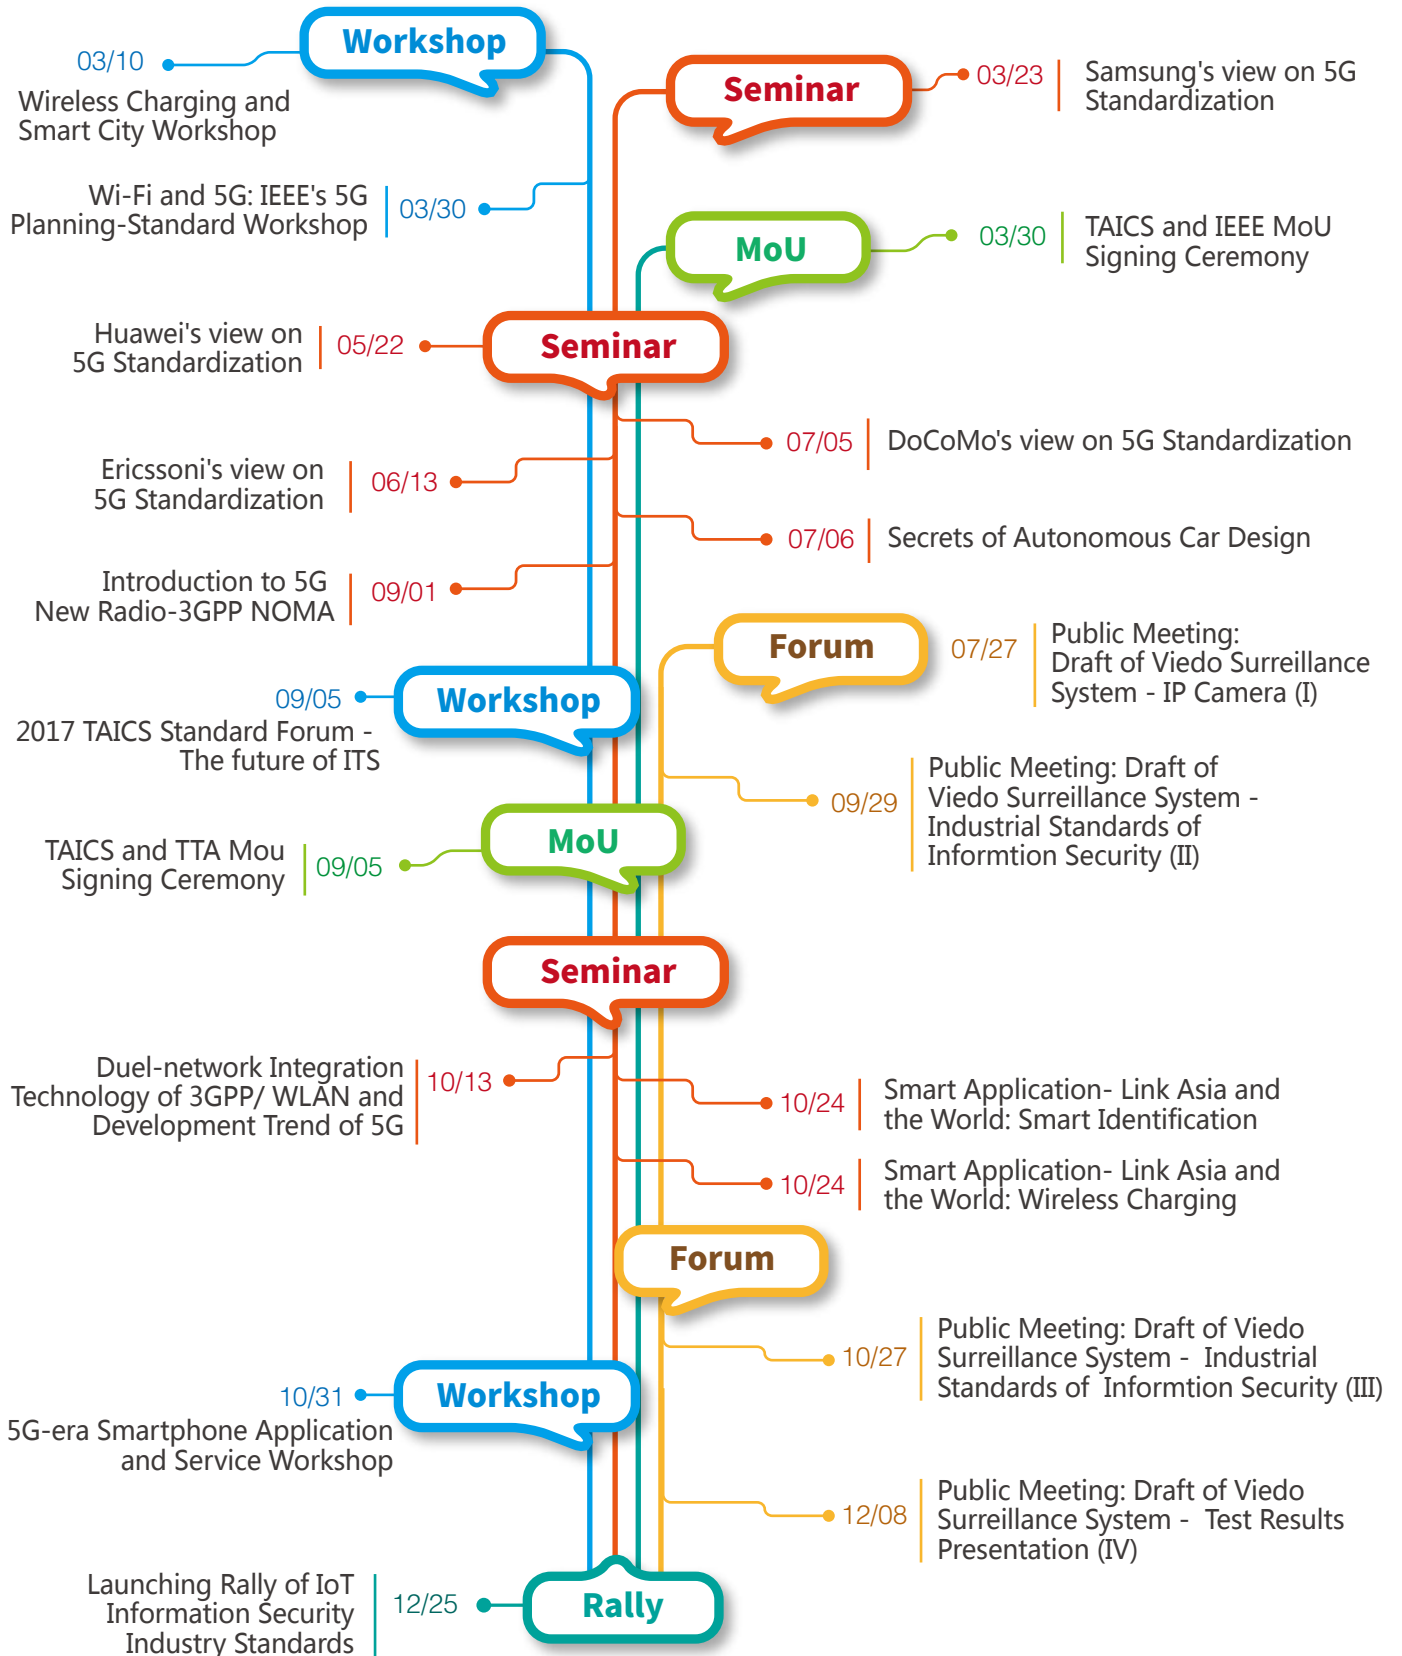 Workshop
03/10
Wireless Charging and
Smart City Workshop
Seminar
03/23
Samsung's view on 5G
Standardization
Wi-Fi and 5G: IEEE's 5G
Planning-Standard Workshop
03/30
MoU
03/30
TAICS and IEEE MoU
Signing Ceremony
Huawei's view on
5G Standardization
05/22
Seminar
07/05
DoCoMo's view on 5G Standardization
Ericssoni's view on
5G Standardization
06/13
07/06
Secrets of Autonomous Car Design
Introduction to 5G
New Radio-3GPP NOMA
09/01
Forum
07/27
Public Meeting:
Draft of Viedo Surreillance
System - IP Camera (I)
09/05
Workshop
2017 TAICS Standard Forum -
The future of ITS
09/29
Public Meeting: Draft of
Viedo Surreillance System -
Industrial Standards of
Informtion Security (II)
MoU
TAICS and TTA Mou
Signing Ceremony
09/05
Seminar
Duel-network Integration
Technology of 3GPP/ WLAN and
Development Trend of 5G
10/13
10/24
Smart Application- Link Asia and
the World: Smart Identification
10/24
Smart Application- Link Asia and
the World: Wireless Charging
Forum
10/27
Public Meeting: Draft of Viedo
Surreillance System - Industrial
Standards of Informtion Security (III)
10/31
Workshop
5G-era Smartphone Application
and Service Workshop
12/08
Public Meeting: Draft of Viedo
Surreillance System - Test Results
Presentation (IV)
Launching Rally of IoT
Information Security
Industry Standards
12/25
Rally